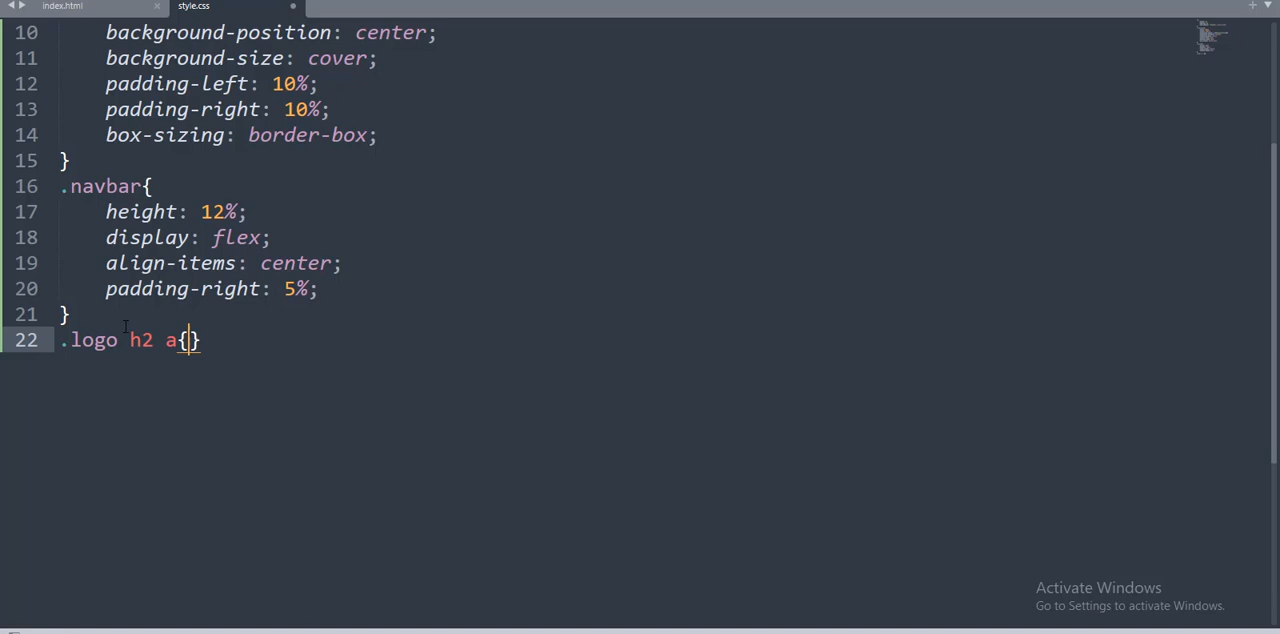 index.html × style.css
10 background-position: center;
11 background-size: cover;
12 padding-left: 10%;
13 padding-right: 10%;
14 box-sizing: border-box;
15 }
16 .navbar{
17 height: 12%;
18 display: flex;
19 align-items: center;
20 padding-right: 5%;
21 }
22 .logo h2 a{}
Activate Windows
Go to Settings to activate Windows.